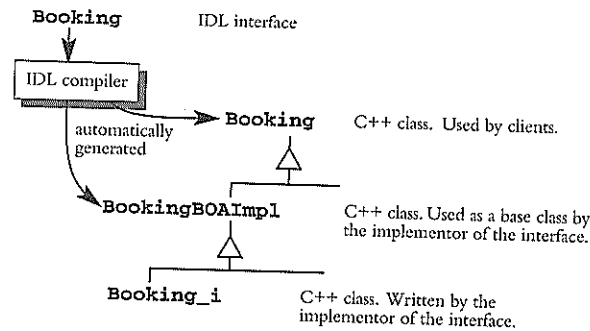 Booking IDL interface
IDL compiler
automatically
generated
Booking C++ class. Used by clients.
BookingBOAImpl C++ class. Used as a base class by
the implementor of the interface.
Booking_i C++ class. Written by the
implementor of the interface.